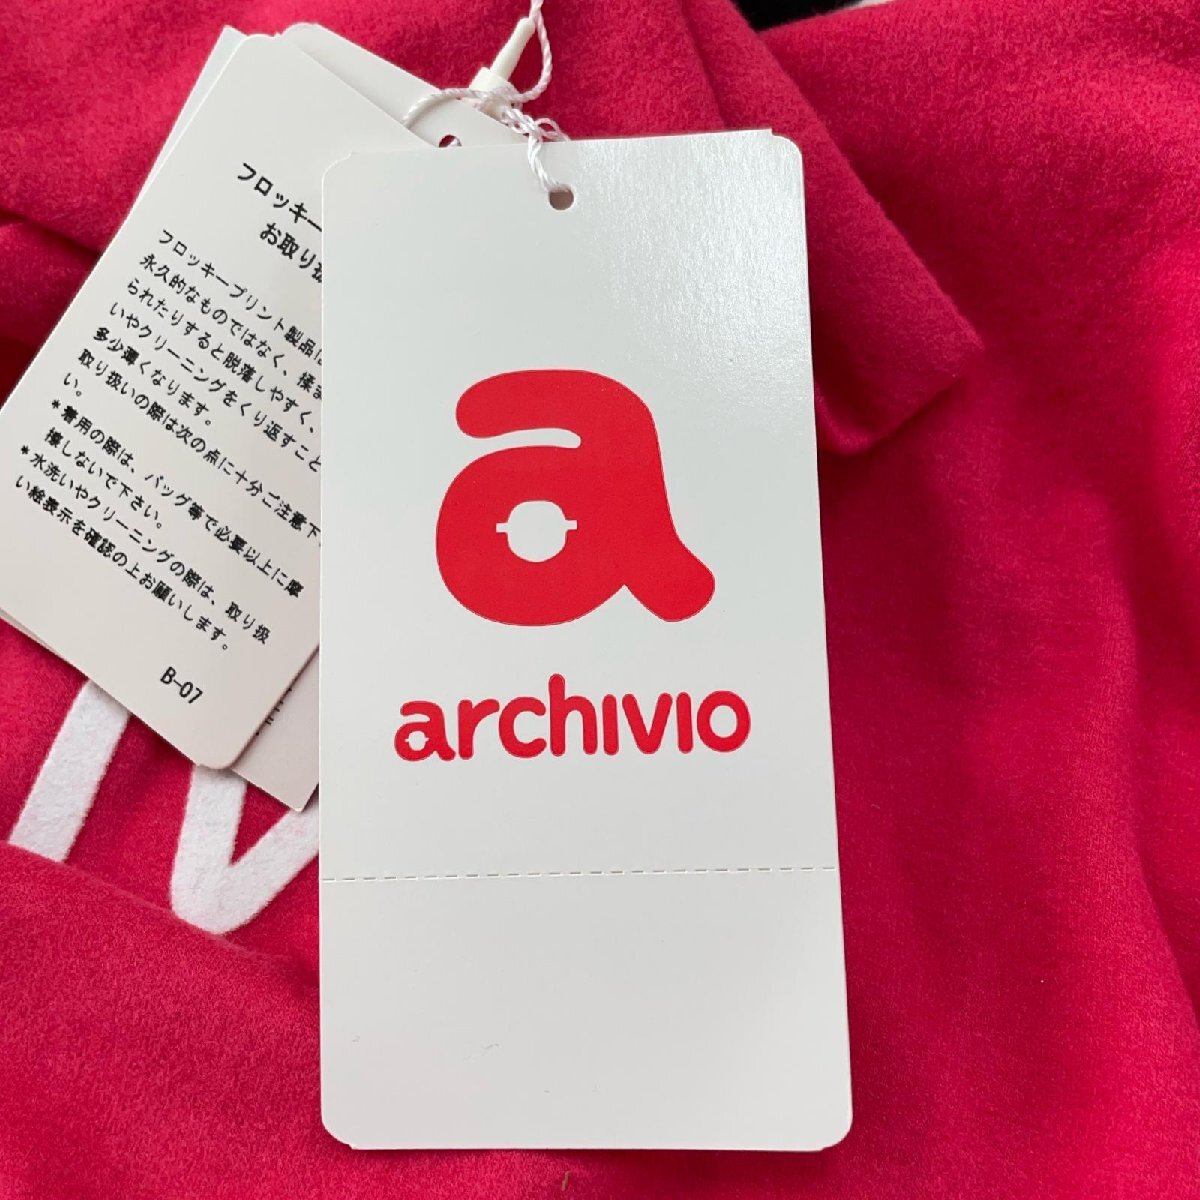 フロッキー
お取り扱
フロッキープリント製品に
永久的なものではなく、揉ま
られたりすると脱落しやすく、
いやクリーニングをくり返すこと
多少薄くなります。
取り扱いの際は次の点に十分ご注意下
い。
*着用の際は、バッグ等で必要以上に摩
擦しないで下さい。
*水洗いやクリーニングの際は、取り扱
い絵表示を確認の上お願いします。
B-07
a
archivio